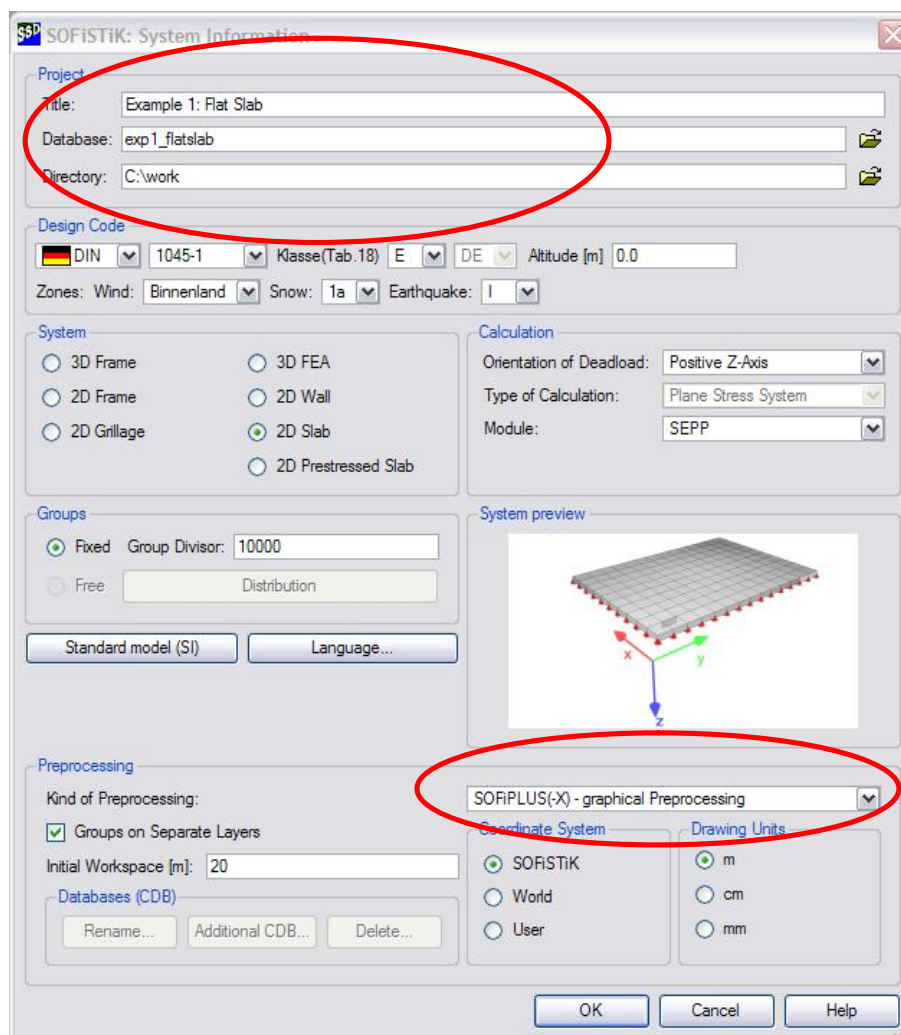 SSD SOFiSTiK: System Information
Project
Title: Example 1: Flat Slab
Database: exp1_flatslab
Directory: C:\work
Design Code
DIN 1045-1 Klasse(Tab.18) E DE Altitude [m] 0.0
Zones: Wind: Binnenland Snow: 1a Earthquake: I
System
3D Frame 3D FEA
2D Frame 2D Wall
2D Grillage 2D Slab
2D Prestressed Slab
Calculation
Orientation of Deadload: Positive Z-Axis
Type of Calculation: Plane Stress System
Module: SEPP
Groups
Fixed Group Divisor: 10000
Free Distribution
Standard model (SI) Language...
System preview
x y
z
Preprocessing
Kind of Preprocessing: SOFiPLUS(-X) - graphical Preprocessing
Groups on Separate Layers
Initial Workspace [m]: 20
Databases (CDB)
Rename... Additional CDB... Delete...
Coordinate System
SOFiSTiK
World
User
Drawing Units
m
cm
mm
OK Cancel Help